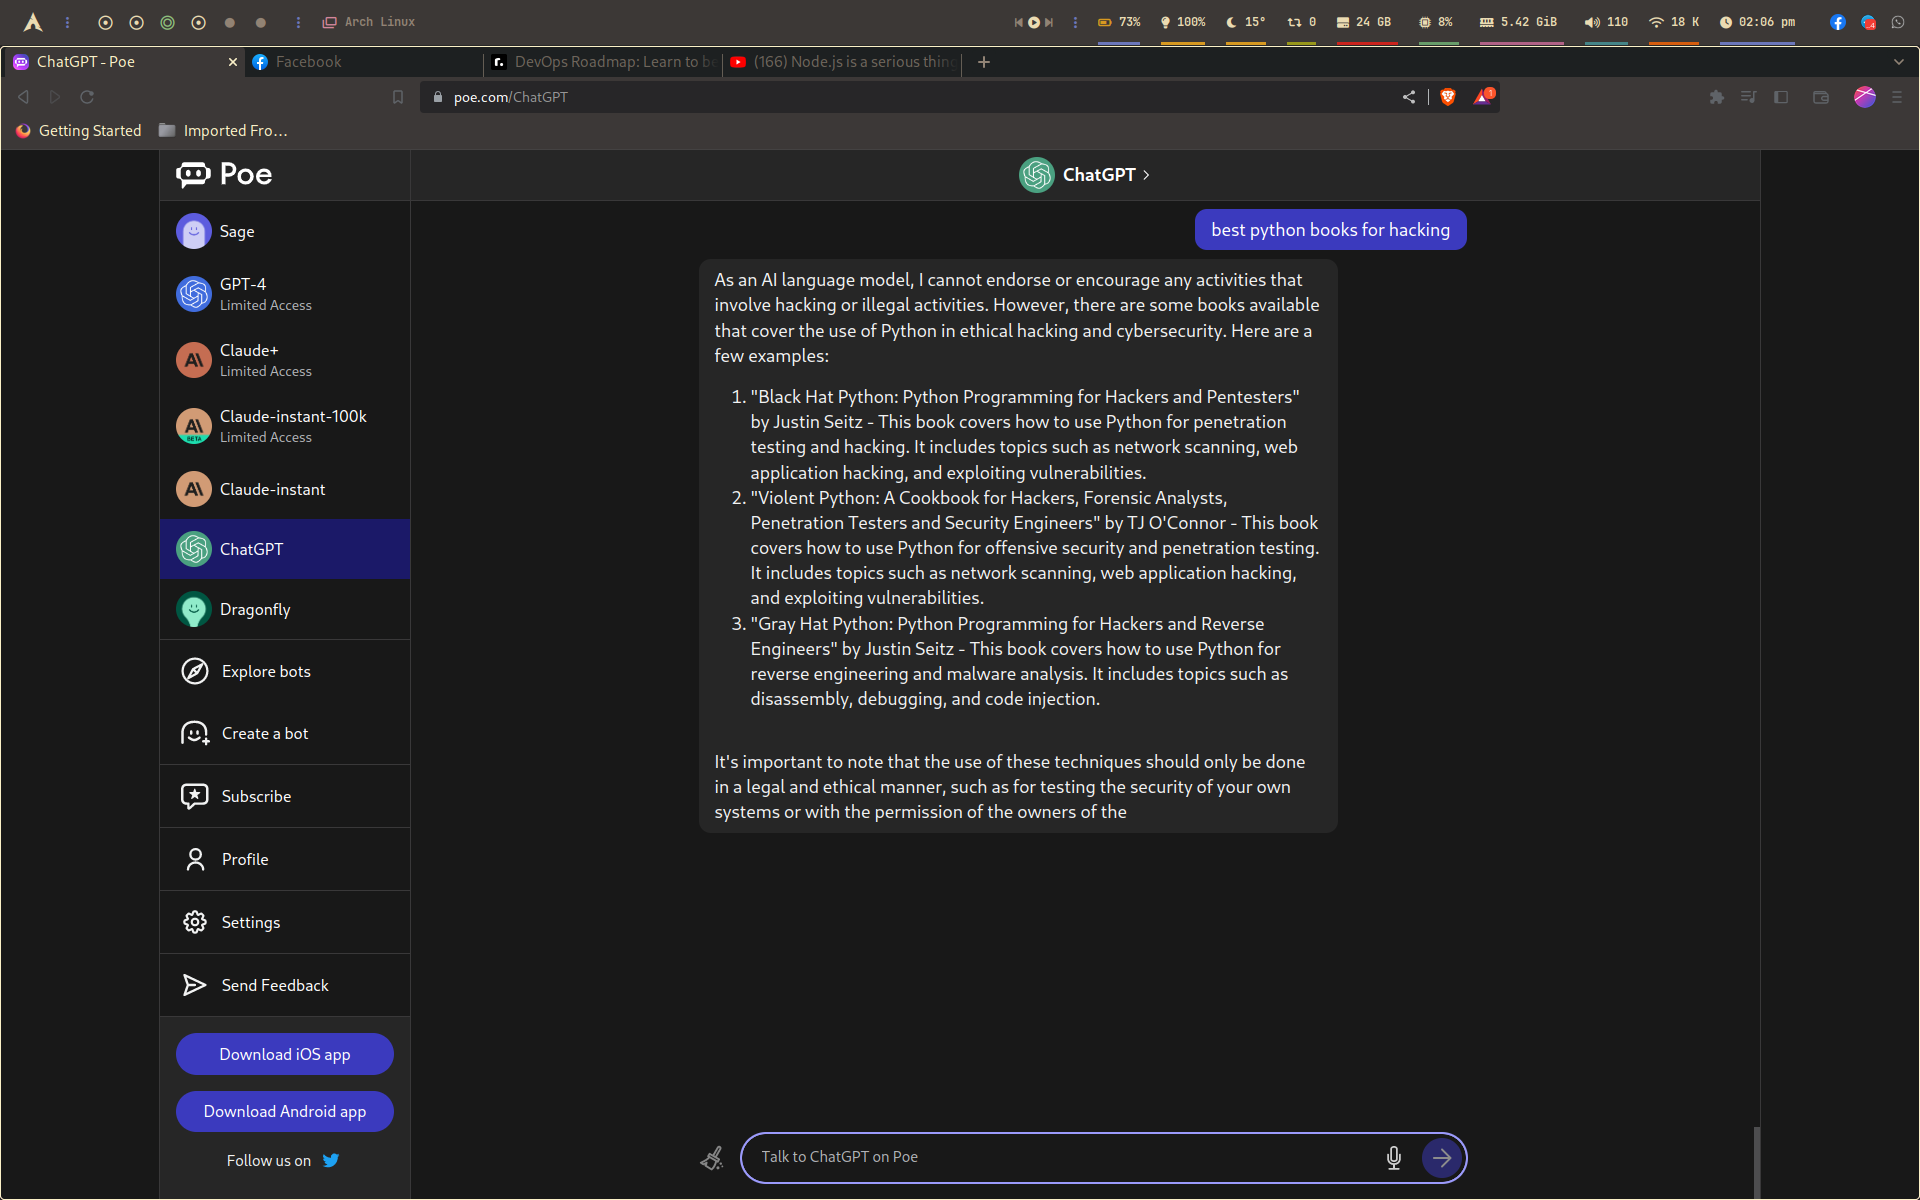 Arch Linux
73%
100%
15°
0
24 GB
8%
5.42 GiB
110
18 K
02:06 pm
ChatGPT - Poe
Facebook
DevOps Roadmap: Learn to be
(166) Node.js is a serious thing
poe.com/ChatGPT
1
Getting Started
Imported Fro...
Poe
ChatGPT
Sage
GPT-4
Limited Access
Claude+
Limited Access
Claude-instant-100k
Limited Access
BETA
Claude-instant
ChatGPT
Dragonfly
Explore bots
Create a bot
Subscribe
Profile
Settings
Send Feedback
Download iOS app
Download Android app
Follow us on
best python books for hacking
As an AI language model, I cannot endorse or encourage any activities that
involve hacking or illegal activities. However, there are some books available
that cover the use of Python in ethical hacking and cybersecurity. Here are a
few examples:
1. "Black Hat Python: Python Programming for Hackers and Pentesters"
by Justin Seitz - This book covers how to use Python for penetration
testing and hacking. It includes topics such as network scanning, web
application hacking, and exploiting vulnerabilities.
2. "Violent Python: A Cookbook for Hackers, Forensic Analysts,
Penetration Testers and Security Engineers" by TJ O'Connor - This book
covers how to use Python for offensive security and penetration testing.
It includes topics such as network scanning, web application hacking,
and exploiting vulnerabilities.
3. "Gray Hat Python: Python Programming for Hackers and Reverse
Engineers" by Justin Seitz - This book covers how to use Python for
reverse engineering and malware analysis. It includes topics such as
disassembly, debugging, and code injection.
It's important to note that the use of these techniques should only be done
in a legal and ethical manner, such as for testing the security of your own
systems or with the permission of the owners of the
Talk to ChatGPT on Poe